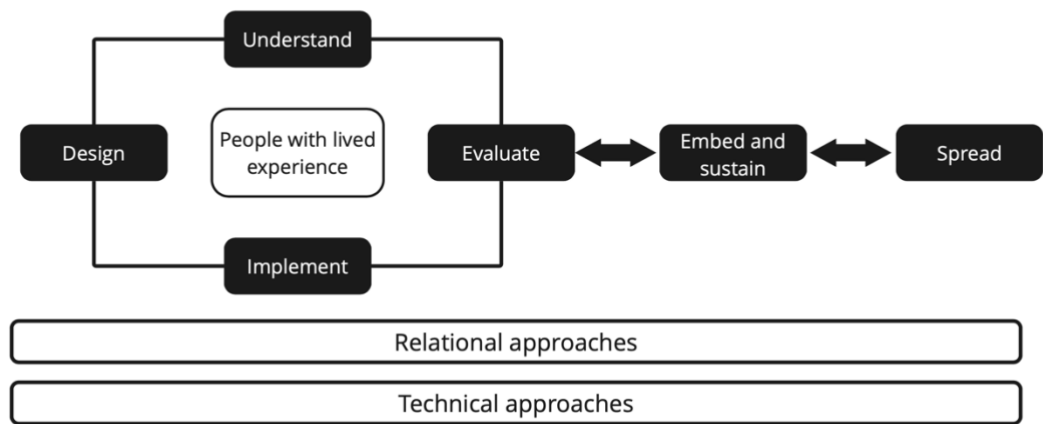 Understand
Design
People with lived
experience
Evaluate
Embed and
sustain
Spread
Implement
Relational approaches
Technical approaches